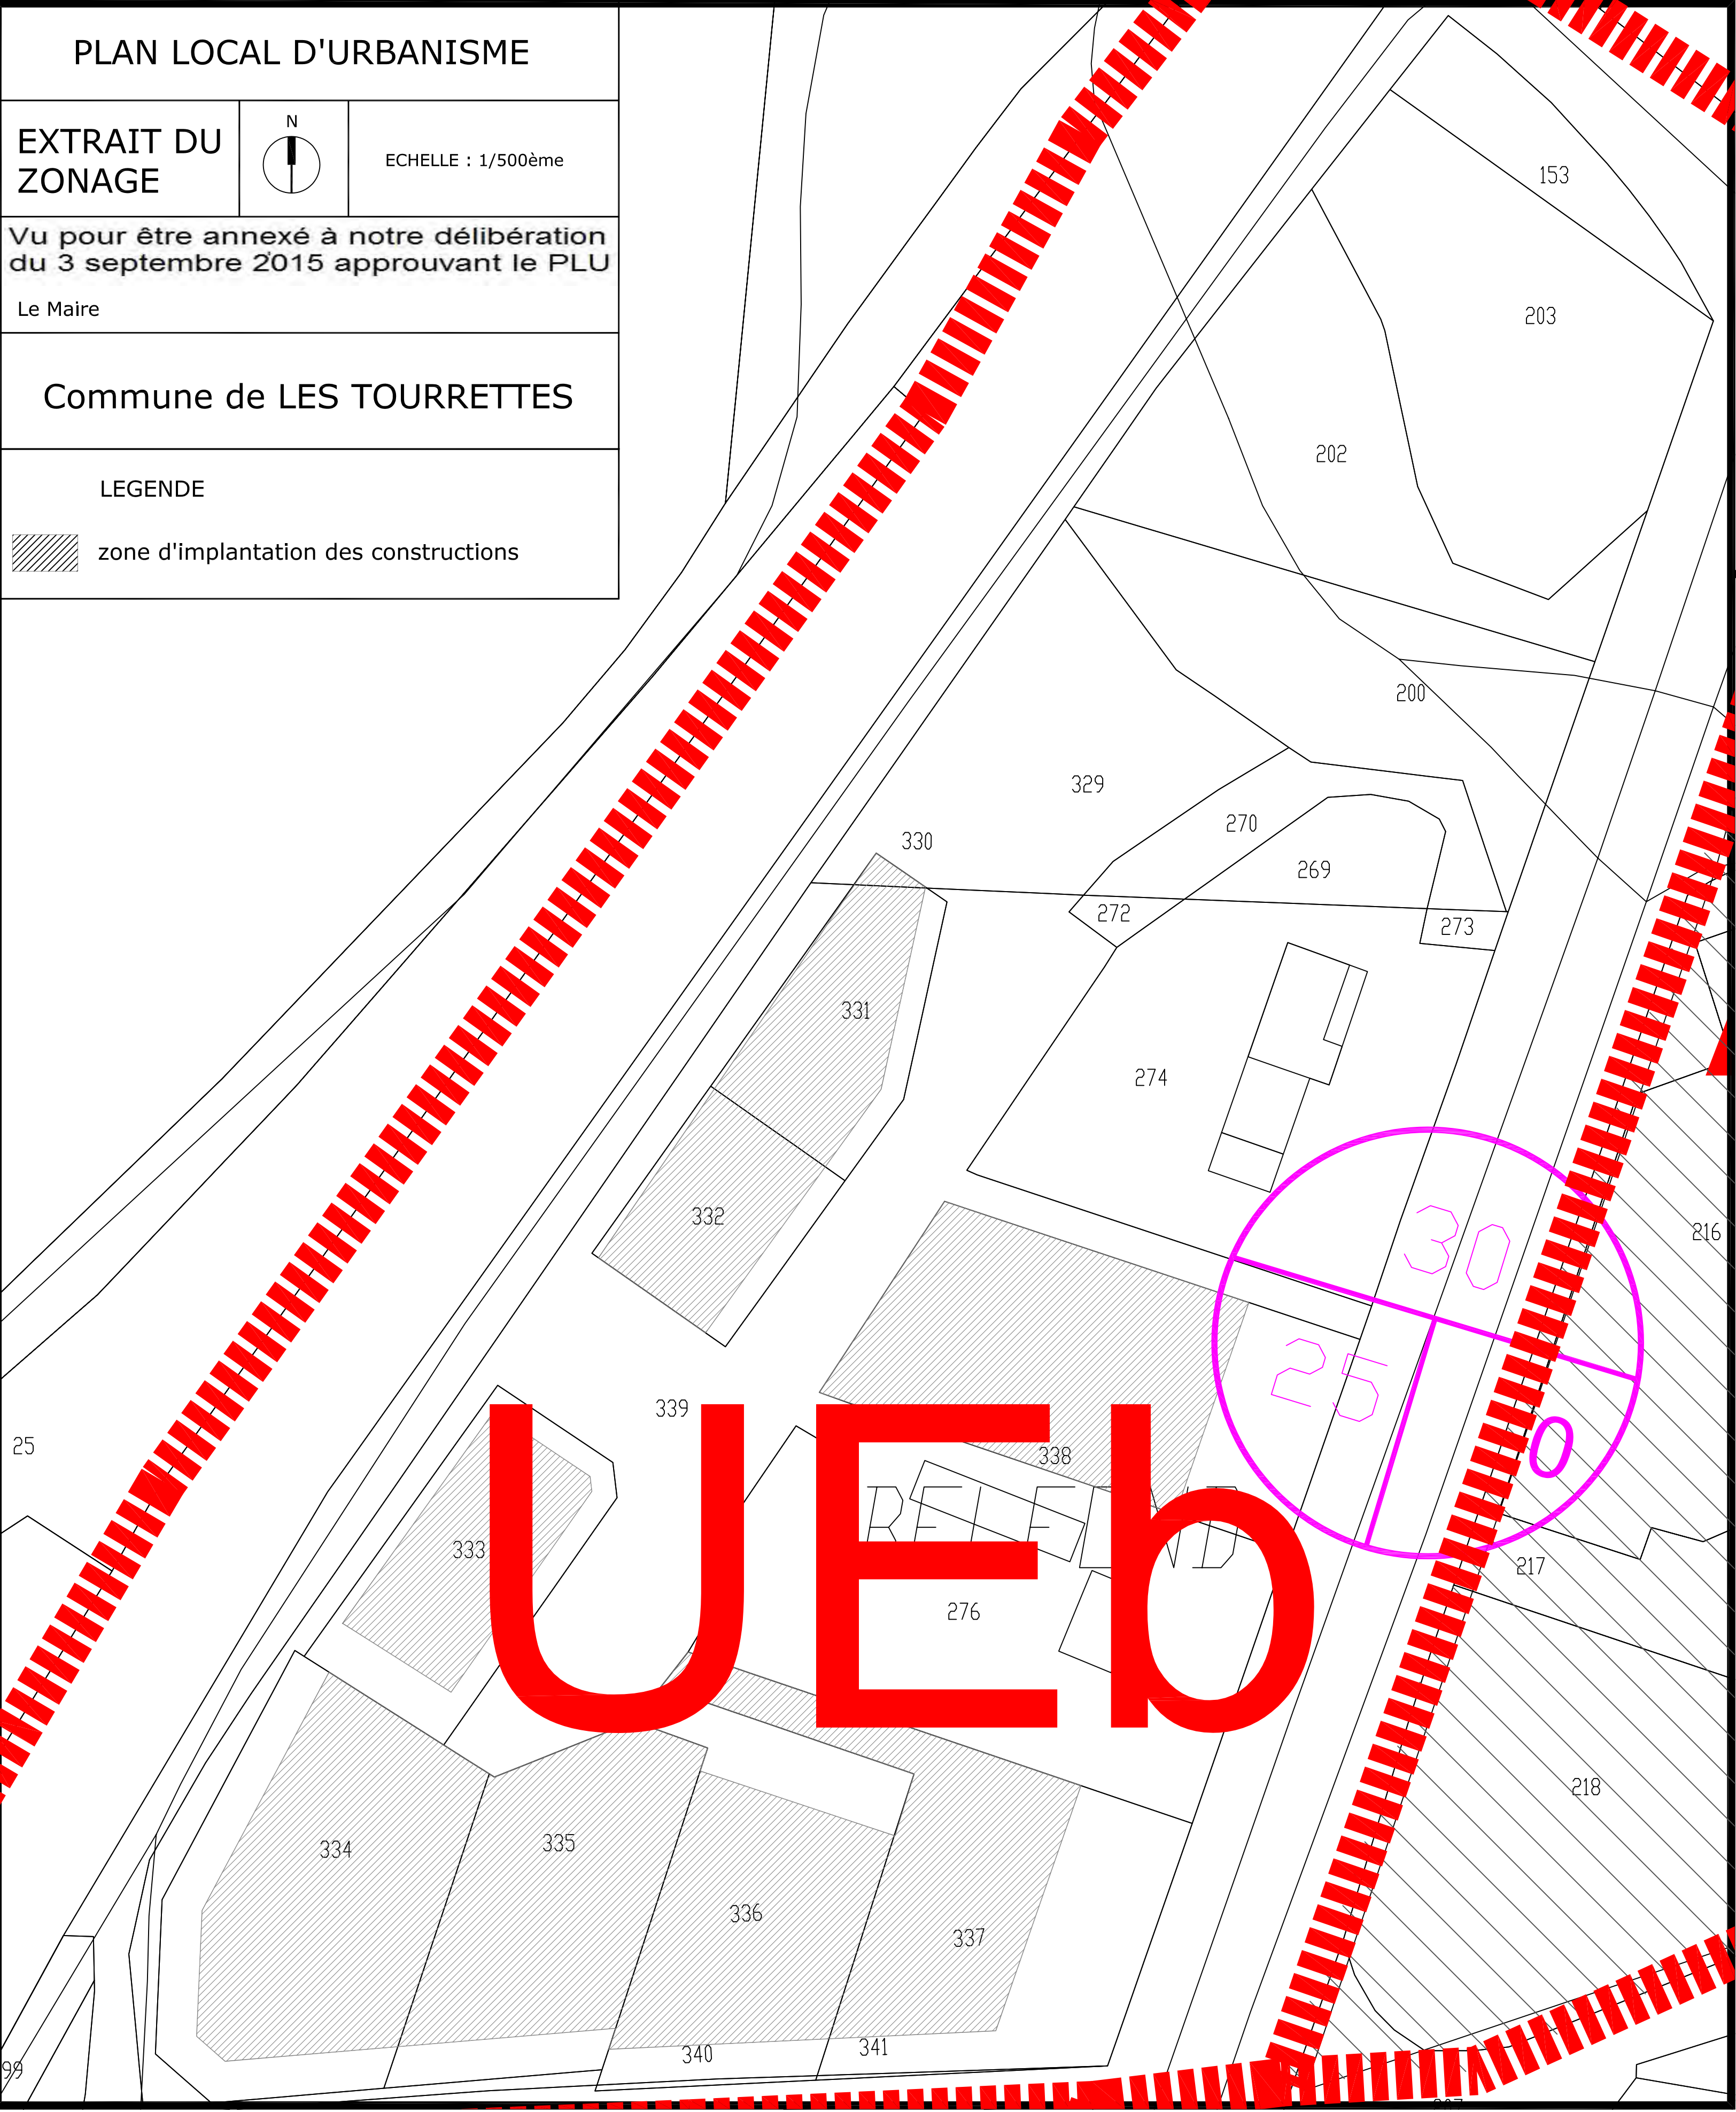 PLAN LOCAL D'URBANISME
EXTRAIT DU
ZONAGE
N
ECHELLE : 1/500ème
Vu pour être annexé à notre délibération
du 3 septembre 2015 approuvant le PLU
Le Maire
Commune de LES TOURRETTES
LEGENDE
zone d'implantation des constructions
153
203
202
200
329
270
330
269
272
273
331
274
332
30
216
25
339
0
25
338
333
217
276
UEb
218
334
335
336
337
340
341
99